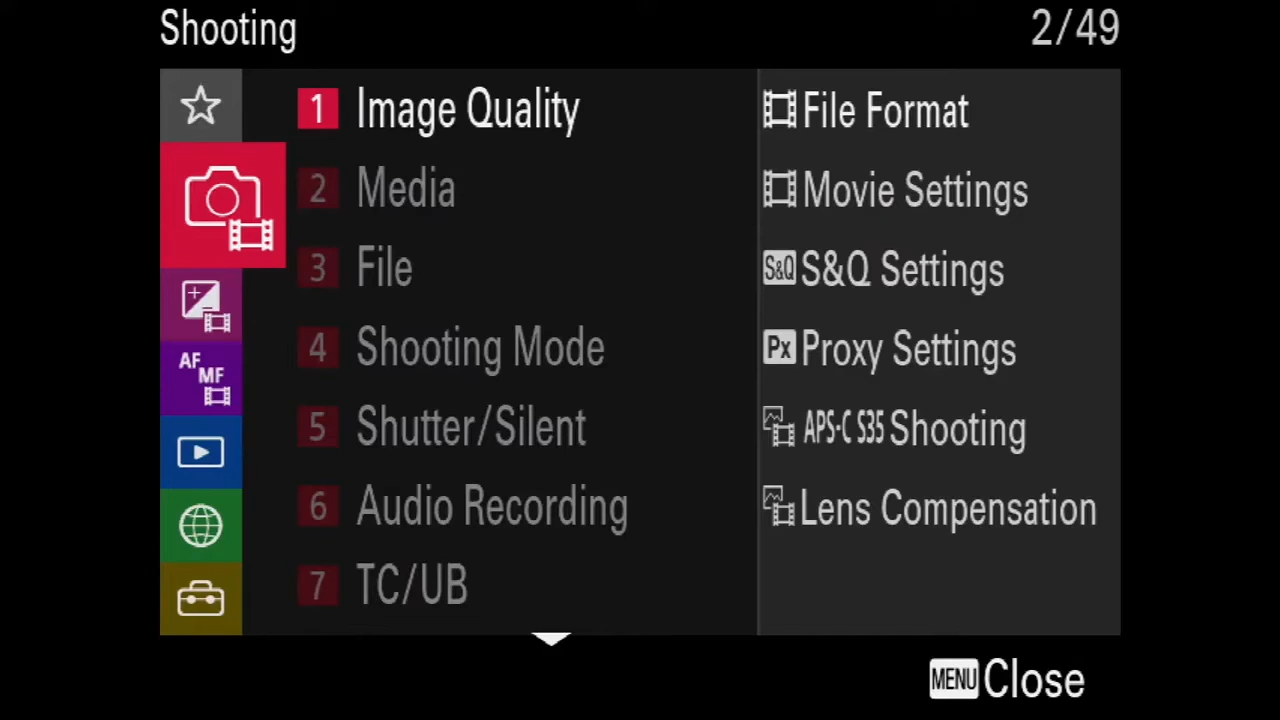 Shooting
2/49
1 Image Quality
2 Media
3 File
4 Shooting Mode
5 Shutter/Silent
6 Audio Recording
7 TC/UB
AF
MF
File Format
Movie Settings
S&Q S&Q Settings
Px Proxy Settings
APS-C S35 Shooting
Lens Compensation
MENU Close